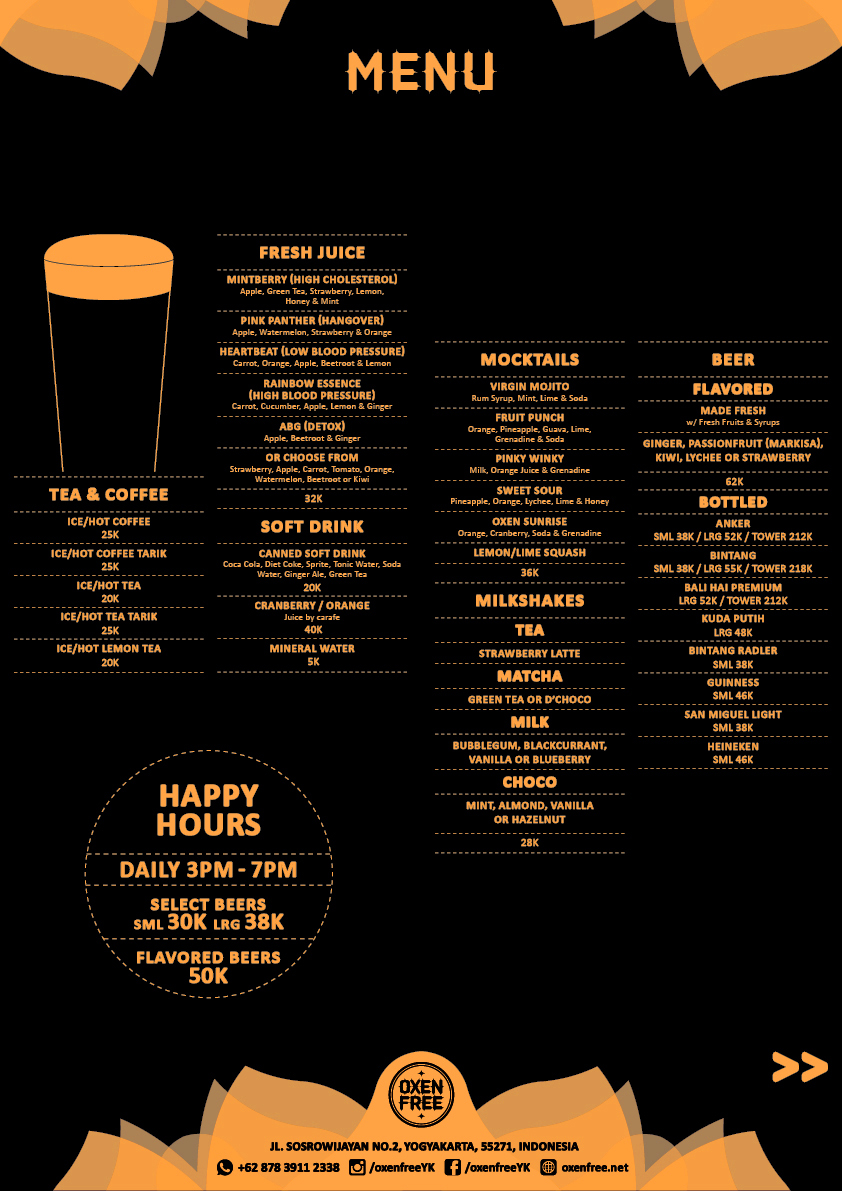 MENU
FRESH JUICE
MINTBERRY (HIGH CHOLESTEROL)
Apple, Green Tea, Strawberry, Lemon,
Honey & Mint
PINK PANTHER (HANGOVER)
Apple, Watermelon, Strawberry & Orange
HEARTBEAT (LOW BLOOD PRESSURE)
Carrot, Orange, Apple, Beetroot & Lemon
RAINBOW ESSENCE
(HIGH BLOOD PRESSURE)
Carrot, Cucumber, Apple, Lemon & Ginger
ABG (DETOX)
Apple, Beetroot & Ginger
OR CHOOSE FROM
Strawberry, Apple, Carrot, Tomato, Orange,
Watermelon, Beetroot or Kiwi
32K
TEA & COFFEE
ICE/HOT COFFEE
25K
ICE/HOT COFFEE TARIK
25K
ICE/HOT TEA
20K
ICE/HOT TEA TARIK
25K
ICE/HOT LEMON TEA
20K
SOFT DRINK
CANNED SOFT DRINK
Coca Cola, Diet Coke, Sprite, Tonic Water, Soda
Water, Ginger Ale, Green Tea
20K
CRANBERRY / ORANGE
Juice by carafe
40K
MINERAL WATER
5K
MOCKTAILS
VIRGIN MOJITO
Rum Syrup, Mint, Lime & Soda
FRUIT PUNCH
Orange, Pineapple, Guava, Lime,
Grenadine & Soda
PINKY WINKY
Milk, Orange Juice & Grenadine
SWEET SOUR
Pineapple, Orange, Lychee, Lime & Honey
OXEN SUNRISE
Orange, Cranberry, Soda & Grenadine
LEMON/LIME SQUASH
36K
MILKSHAKES
TEA
STRAWBERRY LATTE
MATCHA
GREEN TEA OR D'CHOCO
MILK
BUBBLEGUM, BLACKCURRANT,
VANILLA OR BLUEBERRY
CHOCO
MINT, ALMOND, VANILLA
OR HAZELNUT
28K
BEER
FLAVORED
MADE FRESH
w/ Fresh Fruits & Syrups
GINGER, PASSIONFRUIT (MARKISA),
KIWI, LYCHEE OR STRAWBERRY
62K
BOTTLED
ANKER
SML 38K / LRG 52K / TOWER 212K
BINTANG
SML 38K / LRG 55K / TOWER 218K
BALI HAI PREMIUM
LRG 52K / TOWER 212K
KUDA PUTIH
LRG 48K
BINTANG RADLER
SML 38K
GUINNESS
SML 46K
SAN MIGUEL LIGHT
SML 38K
HEINEKEN
SML 46K
HAPPY
HOURS
DAILY 3PM - 7PM
SELECT BEERS
SML 30K LRG 38K
FLAVORED BEERS
50K
>>
OXEN
FREE
JL. SOSROWIJAYAN NO.2, YOGYAKARTA, 55271, INDONESIA
+62 878 3911 2338 /oxenfreeYK /oxenfreeYK oxenfree.net